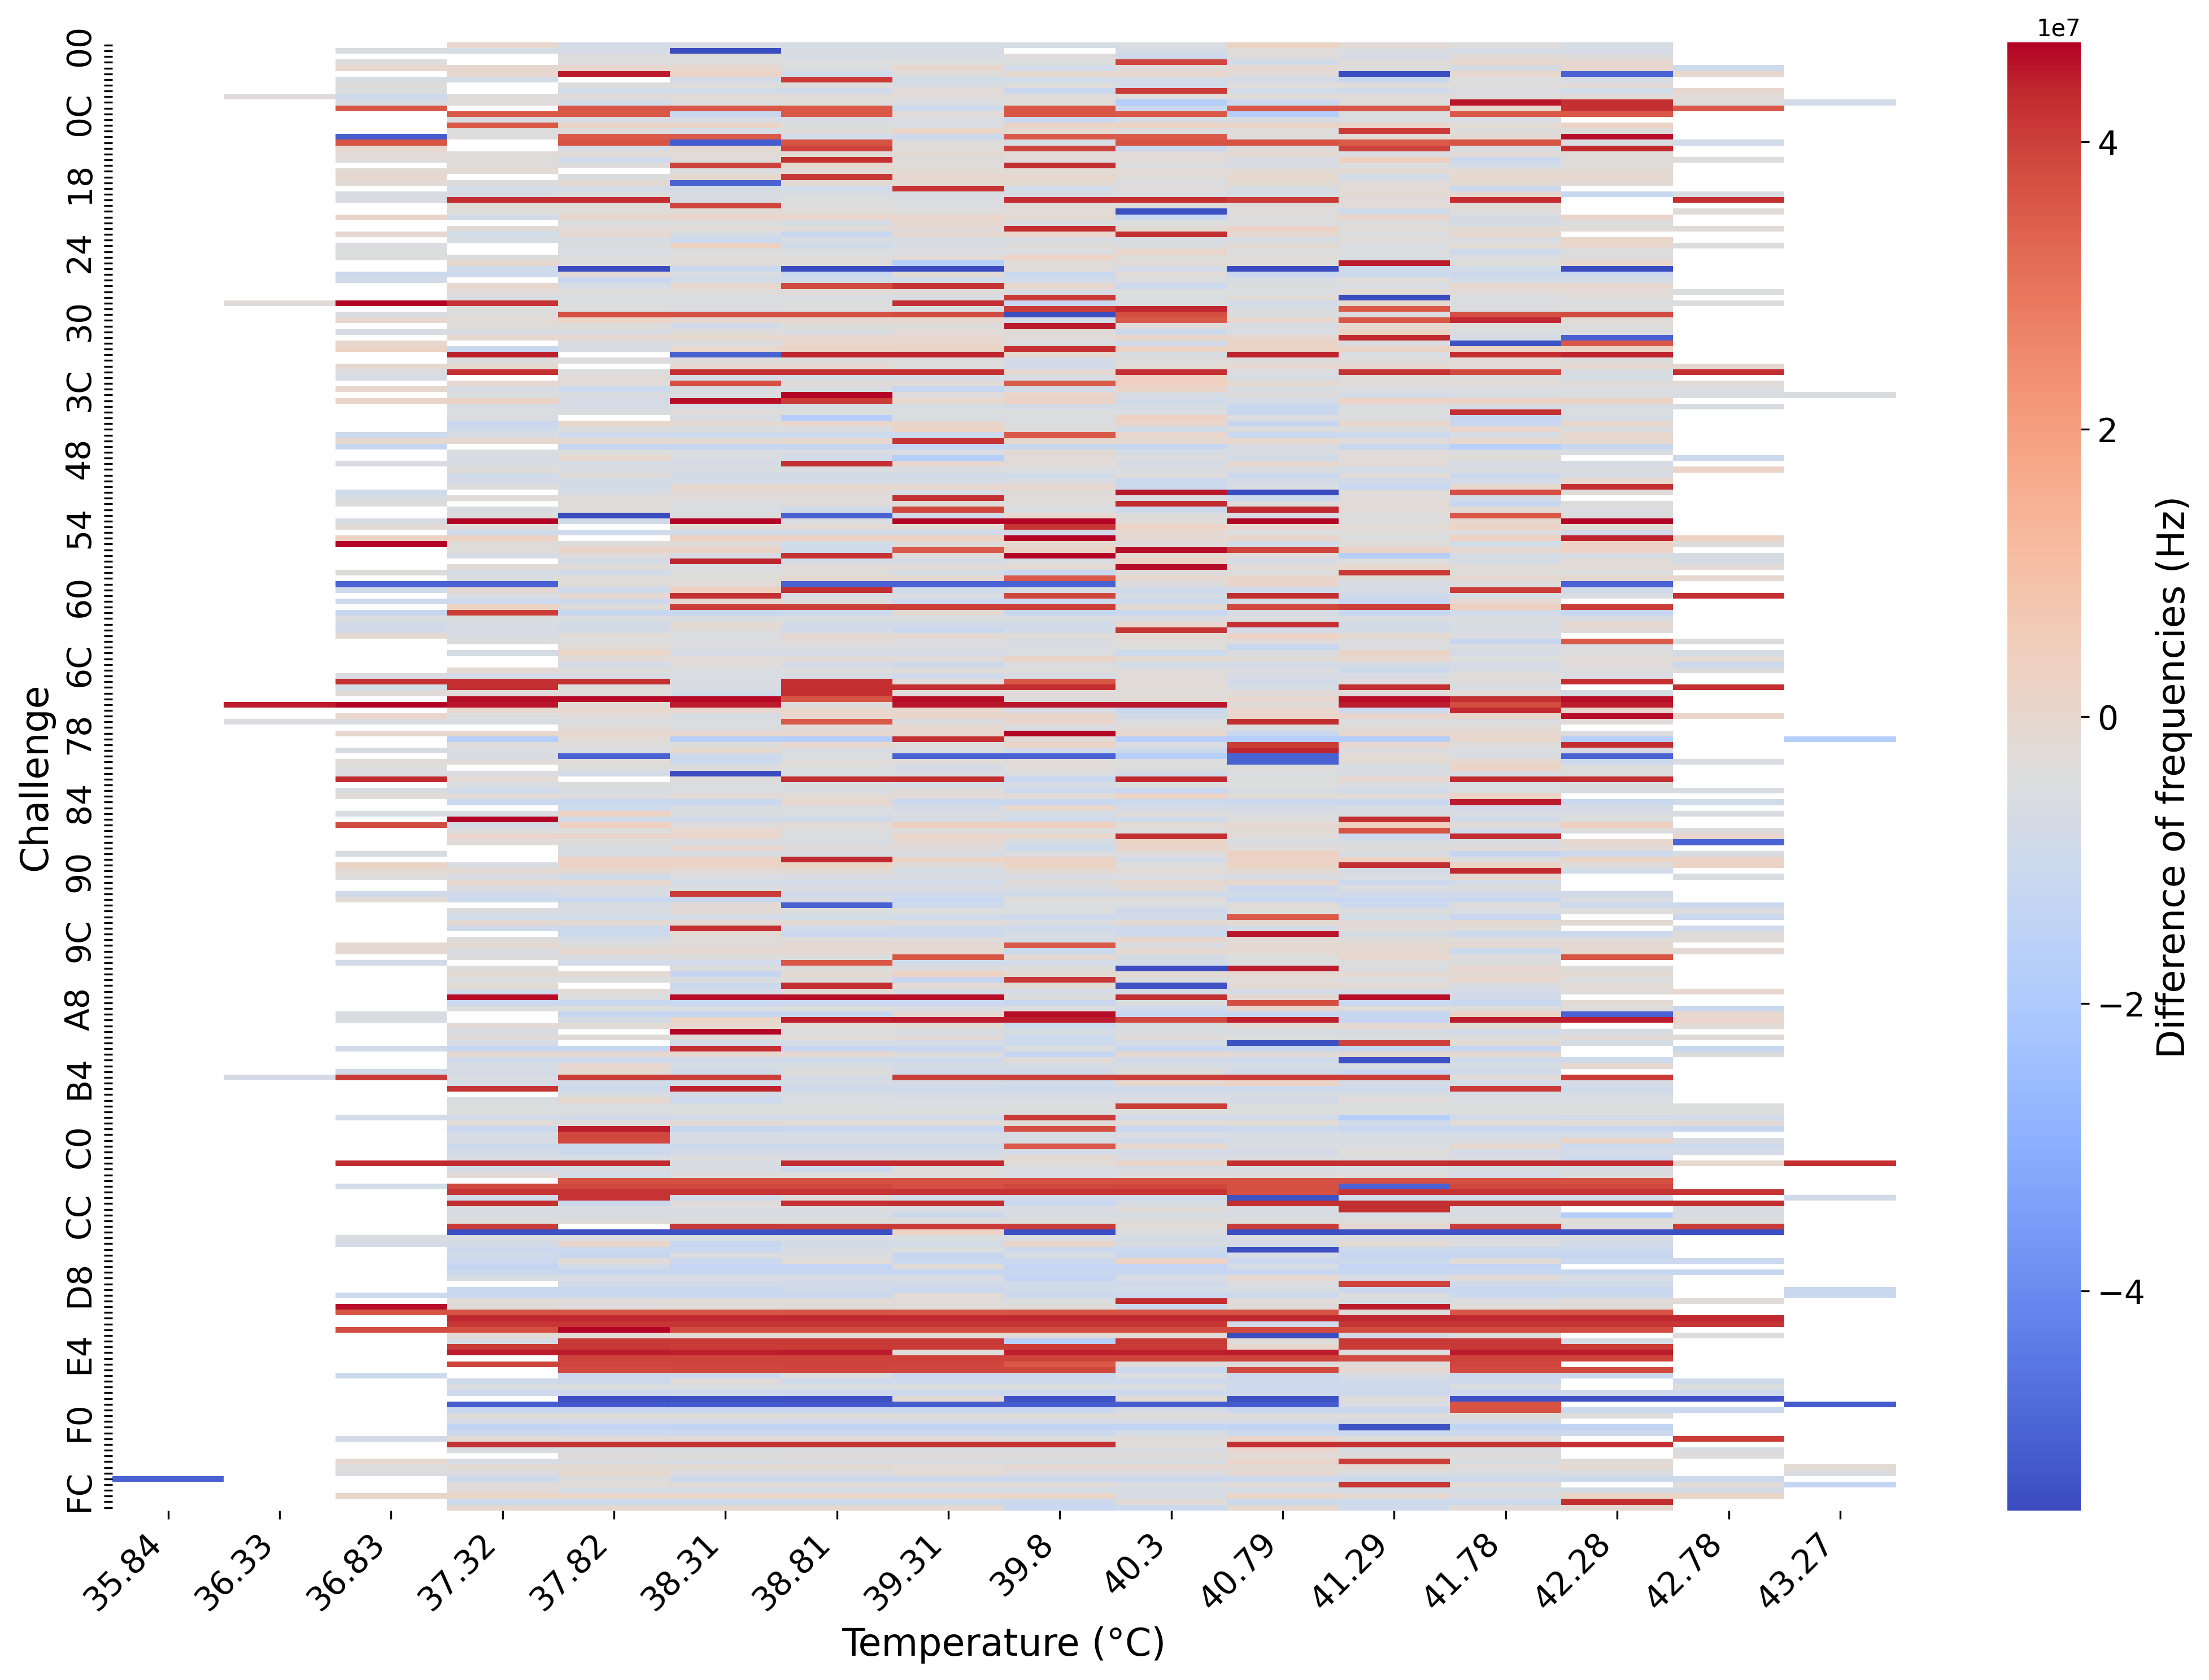 1e7
00
0C
18
24
30
3C
48
54
60
6C
78
84
90
9C
A8
B4
C0
CC
D8
E4
F0
FC
Challenge
35.84
36.33
36.83
37.32
37.82
38.31
38.81
39.31
39.8
40.3
40.79
41.29
41.78
42.28
42.78
43.27
Temperature (°C)
4
2
0
−2
−4
Difference of frequencies (Hz)